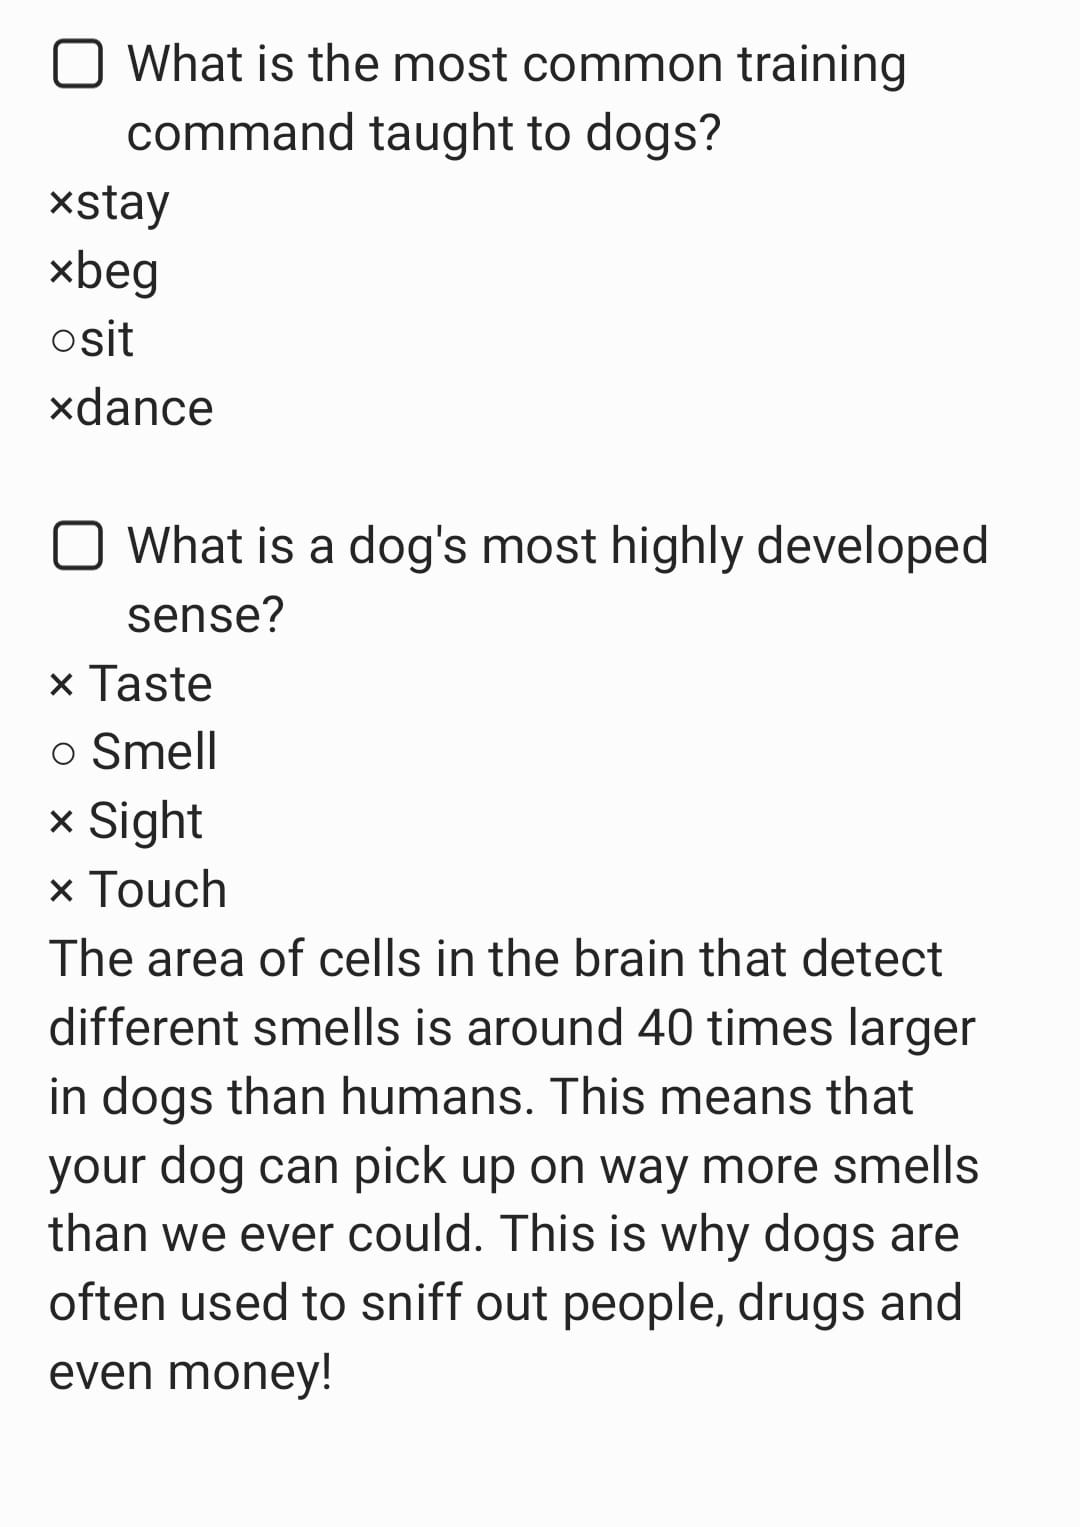 What is the most common training
command taught to dogs?
×stay
×beg
○sit
×dance
What is a dog's most highly developed
sense?
× Taste
○ Smell
× Sight
× Touch
The area of cells in the brain that detect
different smells is around 40 times larger
in dogs than humans. This means that
your dog can pick up on way more smells
than we ever could. This is why dogs are
often used to sniff out people, drugs and
even money!